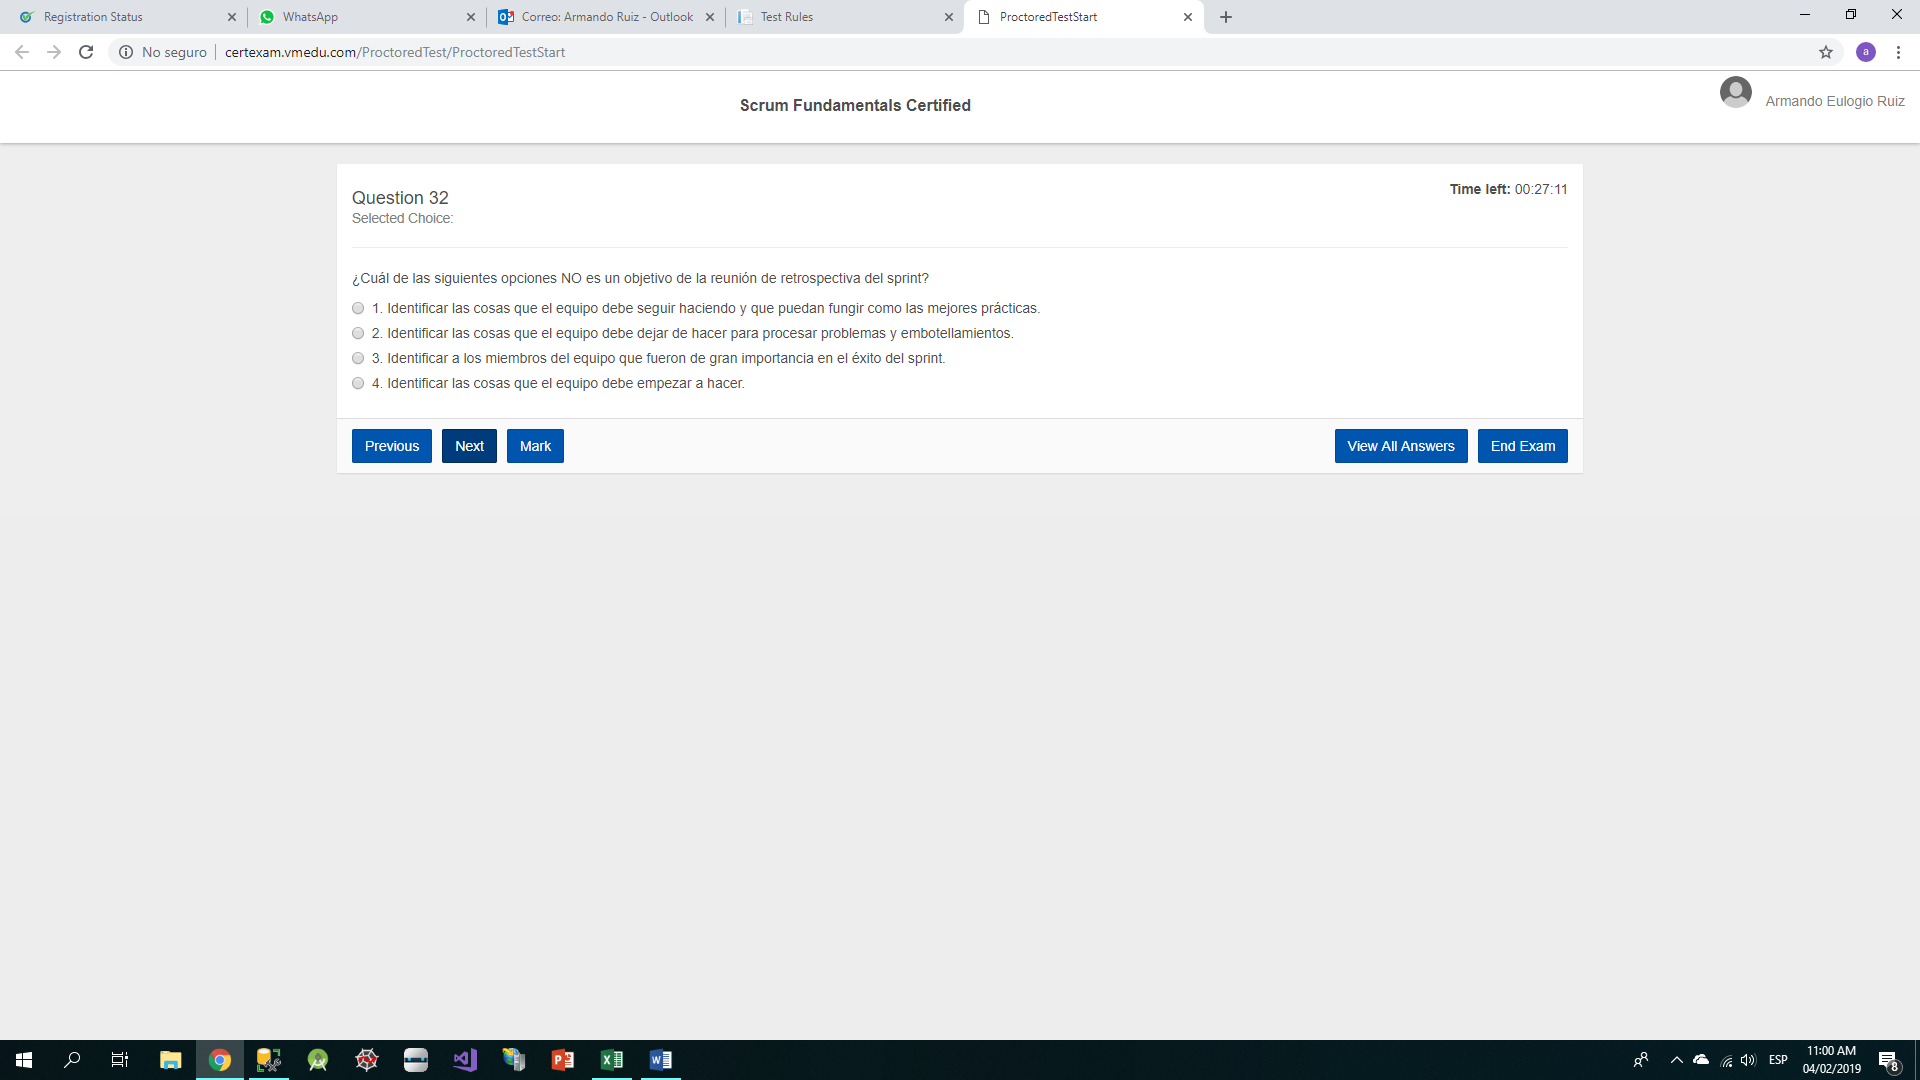 Registration Status
WhatsApp
Correo: Armando Ruiz - Outlook
Test Rules
ProctoredTestStart
No seguro
certexam.vmedu.com/ProctoredTest/ProctoredTestStart
a
Scrum Fundamentals Certified
Armando Eulogio Ruiz
Question 32
Time left: 00:27:11
Selected Choice:
¿Cuál de las siguientes opciones NO es un objetivo de la reunión de retrospectiva del sprint?
1. Identificar las cosas que el equipo debe seguir haciendo y que puedan fungir como las mejores prácticas.
2. Identificar las cosas que el equipo debe dejar de hacer para procesar problemas y embotellamientos.
3. Identificar a los miembros del equipo que fueron de gran importancia en el éxito del sprint.
4. Identificar las cosas que el equipo debe empezar a hacer.
Previous
Next
Mark
View All Answers
End Exam
ESP
11:00 AM
04/02/2019
8